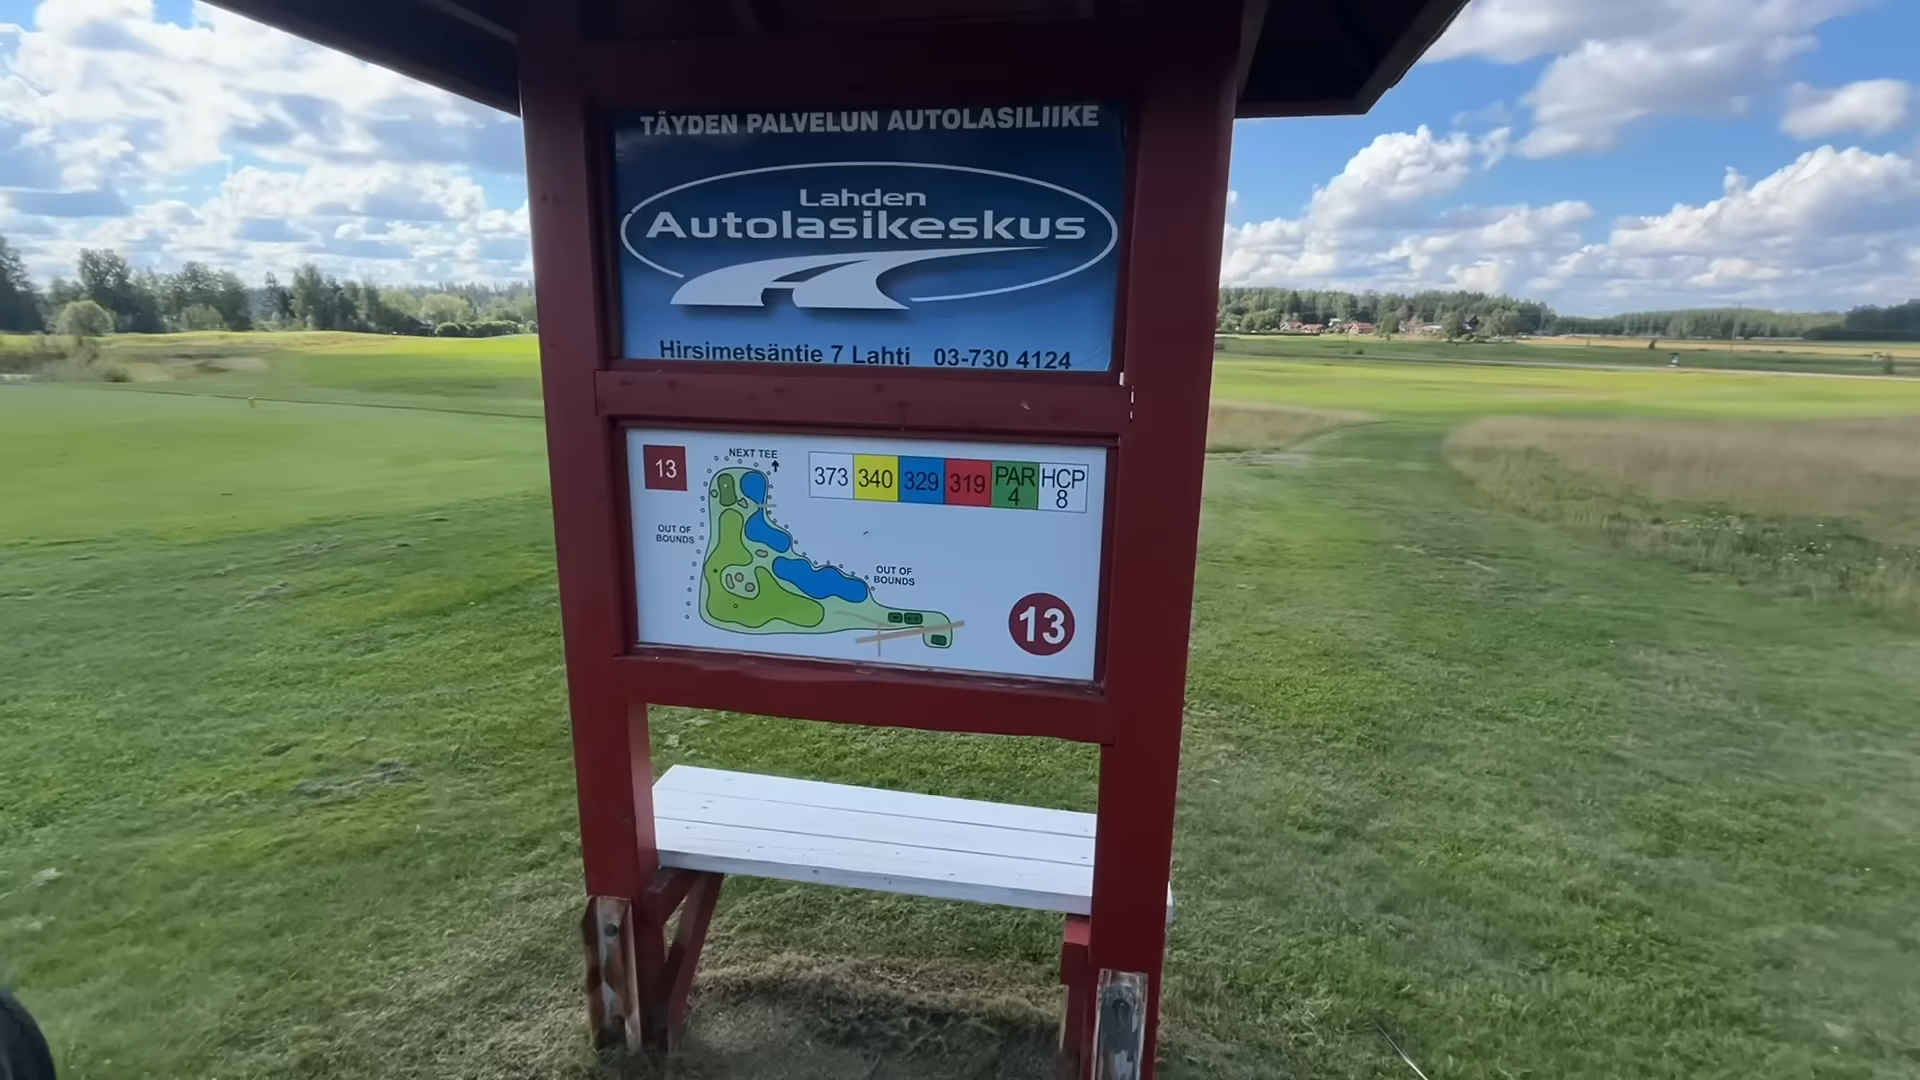 TÄYDEN PALVELUN AUTOLASILIIKE
Lahden
Autolasikeskus
Hirsimetsäntie 7 Lahti 03-730 4124
13
NEXT TEE
373 340 329 319 PAR 4 HCP 8
OUT OF
BOUNDS
OUT OF
BOUNDS
13